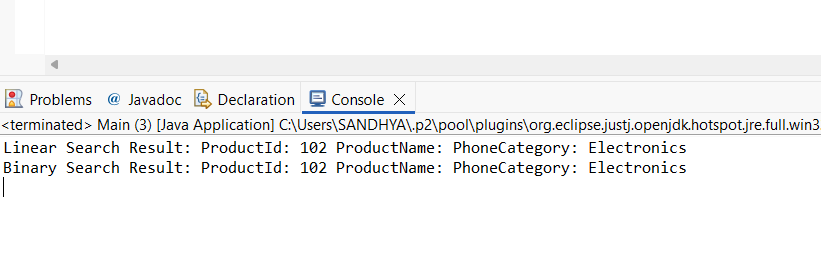 Problems @ Javadoc Declaration Console
<terminated> Main (3) [Java Application] C:\Users\SANDHYA\.p2\pool\plugins\org.eclipse.justj.openjdk.hotspot.jre.full.win3
Linear Search Result: ProductId: 102 ProductName: PhoneCategory: Electronics
Binary Search Result: ProductId: 102 ProductName: PhoneCategory: Electronics